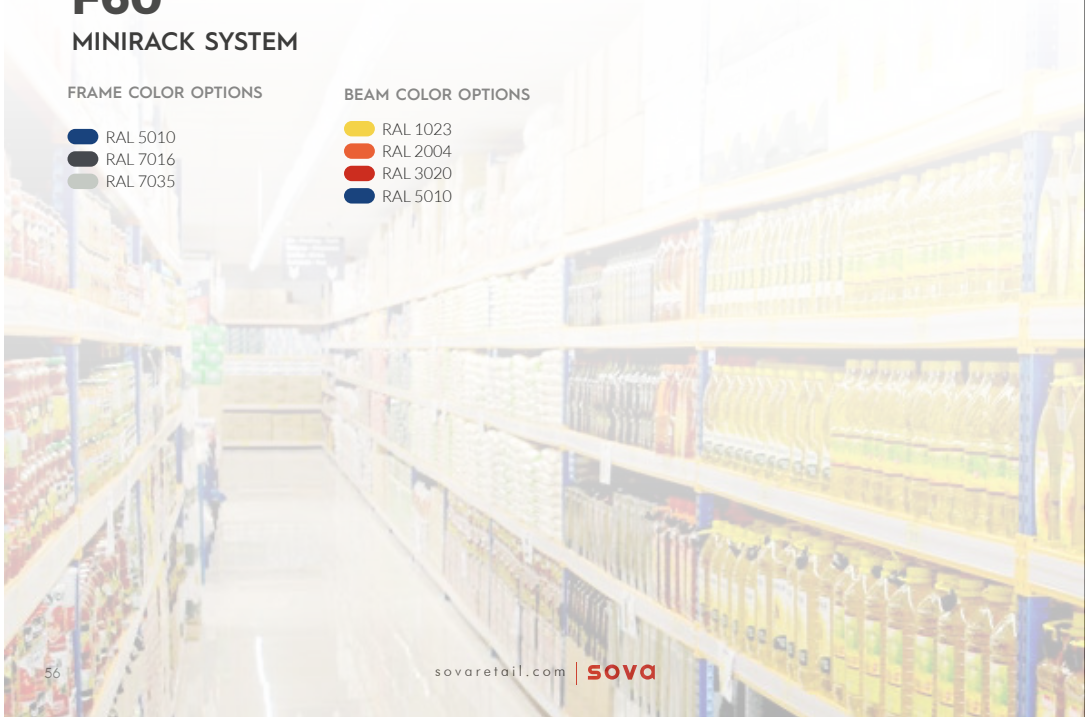 F60
MINIRACK SYSTEM
FRAME COLOR OPTIONS
RAL 5010
RAL 7016
RAL 7035
BEAM COLOR OPTIONS
RAL 1023
RAL 2004
RAL 3020
RAL 5010
56
sovaretail.com
sova